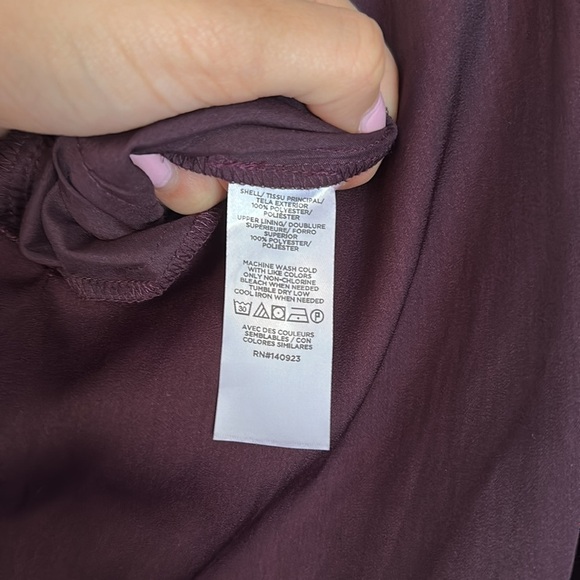 SHELL/ TISSU PRINCIPAL/
TELA EXTERIOR
100% POLYESTER/
POLIÉSTER
UPPER LINING/ DOUBLURE
SUPÉRIEURE/ FORRO
SUPERIOR
100% POLYESTER/
POLIÉSTER
MACHINE WASH COLD
WITH LIKE COLORS
ONLY NON-CHLORINE
BLEACH WHEN NEEDED
TUMBLE DRY LOW
COOL IRON WHEN NEEDED
30 P
AVEC DES COULEURS
SEMBLABLES / CON
COLORES SIMILARES
RN#140923